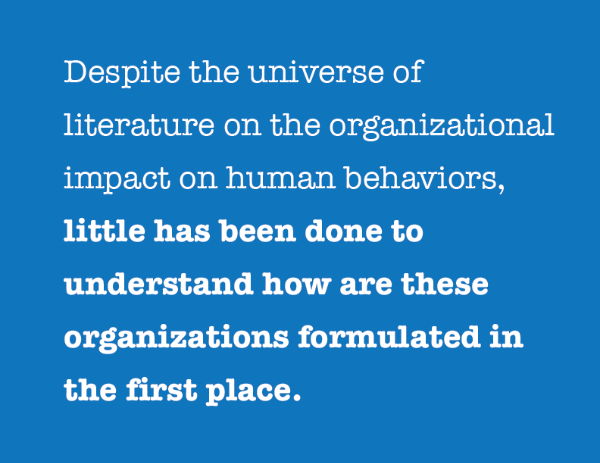 Despite the universe of
literature on the organizational
impact on human behaviors,
little has been done to
understand how are these
organizations formulated in
the first place.